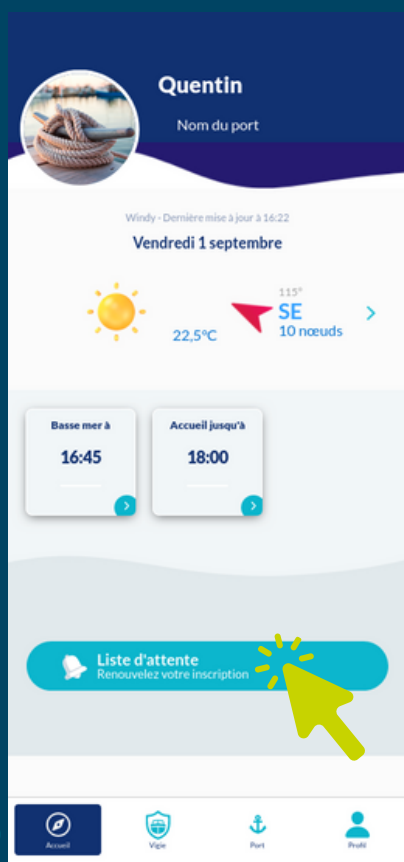 Quentin
Nom du port
Windy - Dernière mise à jour à 16:22
Vendredi 1 septembre
115°
SE
22,5°C
10 nœuds
Basse mer à
Accueil jusqu'à
16:45
18:00
Liste d'attente
Renouvelez votre inscription
Accueil
Vigie
Port
Profil